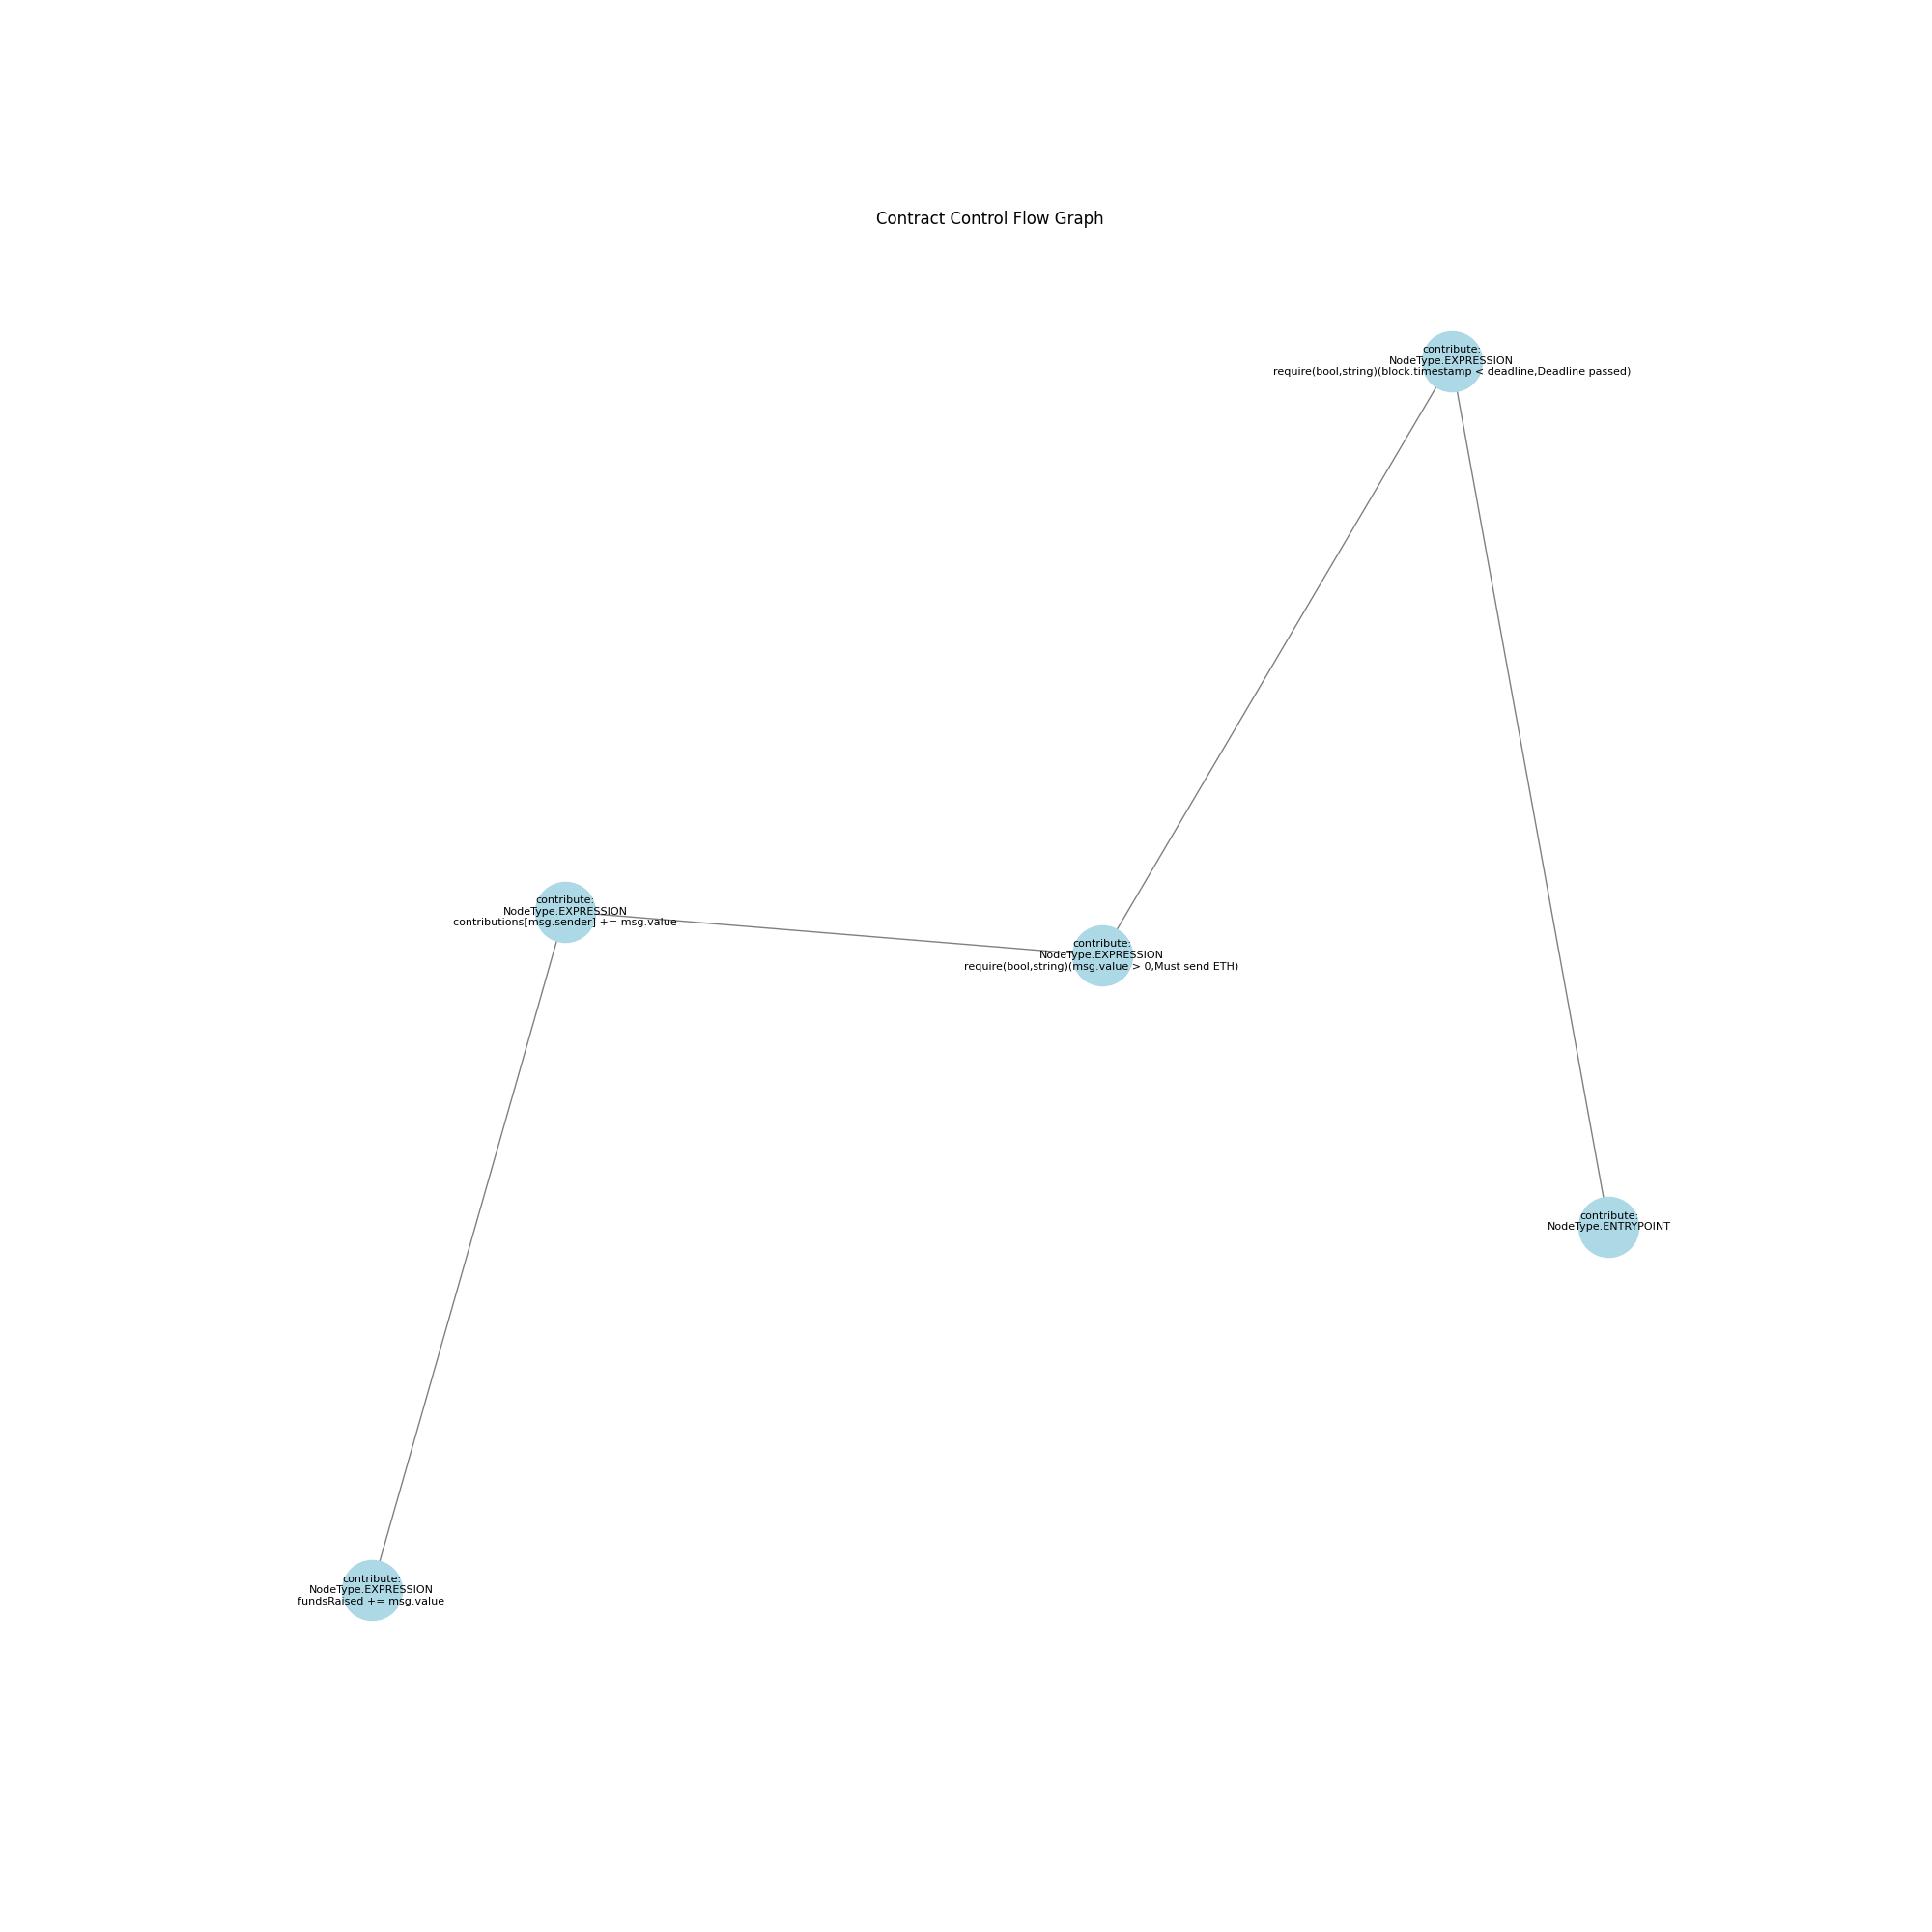 Contract Control Flow Graph
contribute:
NodeType.EXPRESSION
require(bool,string)(block.timestamp < deadline,Deadline passed)
contribute:
NodeType.EXPRESSION
contributions[msg.sender] += msg.value
contribute:
NodeType.EXPRESSION
require(bool,string)(msg.value > 0,Must send ETH)
contribute:
NodeType.ENTRYPOINT
contribute:
NodeType.EXPRESSION
fundsRaised += msg.value